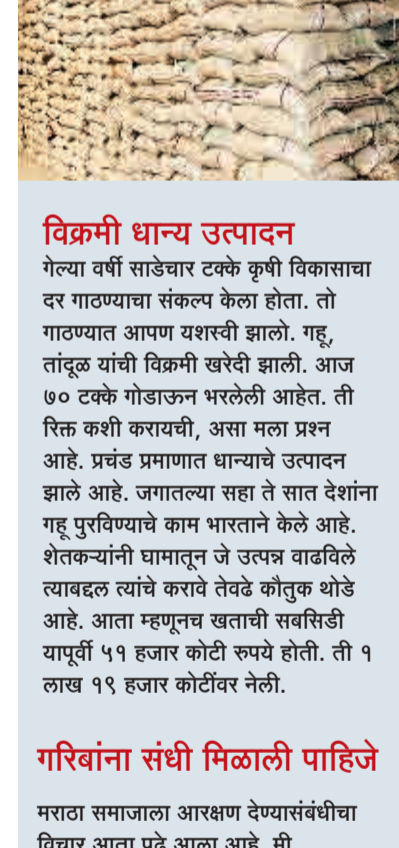 विक्रमी धान्य उत्पादन
गेल्या वर्षी साडेचार टक्के कृषी विकासाचा
दर गाठण्याचा संकल्प केला होता. तो
गाठण्यात आपण यशस्वी झालो. गहू,
तांदूळ यांची विक्रमी खरेदी झाली. आज
७० टक्के गोडाऊन भरलेली आहेत. ती
रिक्त कशी करायची, असा मला प्रश्न
आहे. प्रचंड प्रमाणात धान्याचे उत्पादन
झाले आहे. जगातल्या सहा ते सात देशांना
गहू पुरविण्याचे काम भारताने केले आहे.
शेतकऱ्यांनी घामातून जे उत्पन्न वाढविले
त्याबद्दल त्यांचे करावे तेवढे कौतुक थोडे
आहे. आता म्हणूनच खताची सबसिडी
यापूर्वी ५१ हजार कोटी रुपये होती. ती १
लाख १९ हजार कोटींवर नेली.
गरिबांना संधी मिळाली पाहिजे
मराठा समाजाला आरक्षण देण्यासंबंधीचा
विचार आता पुढे आला आहे. मी